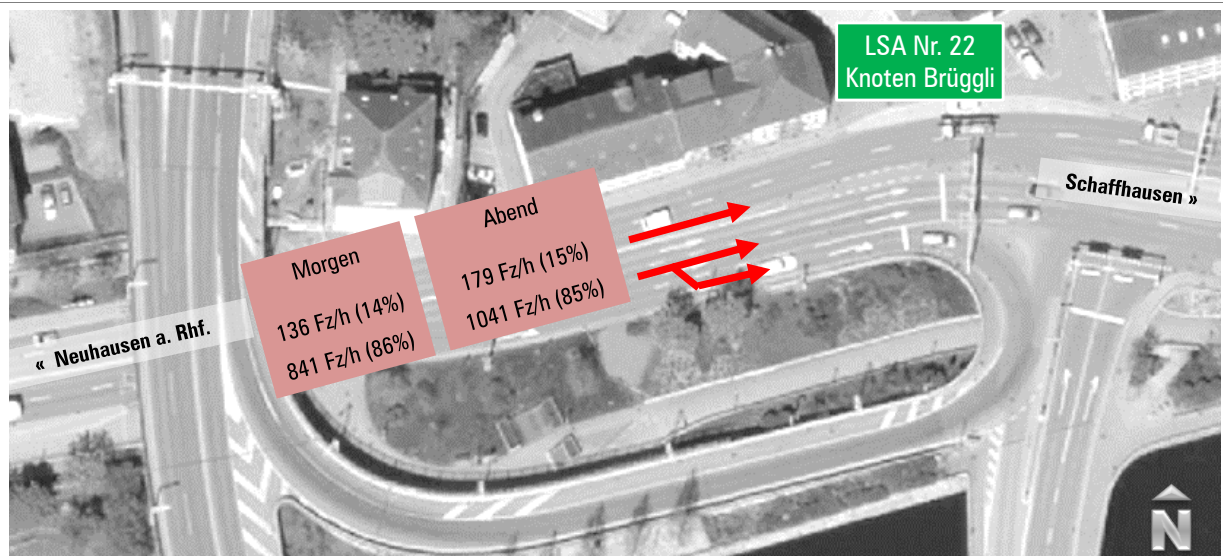 LSA Nr. 22
Knoten Brüggli
Schaffhausen »
Abend
179 Fz/h (15%)
1041 Fz/h (85%)
Morgen
136 Fz/h (14%)
841 Fz/h (86%)
« Neuhausen a. Rhf.
N